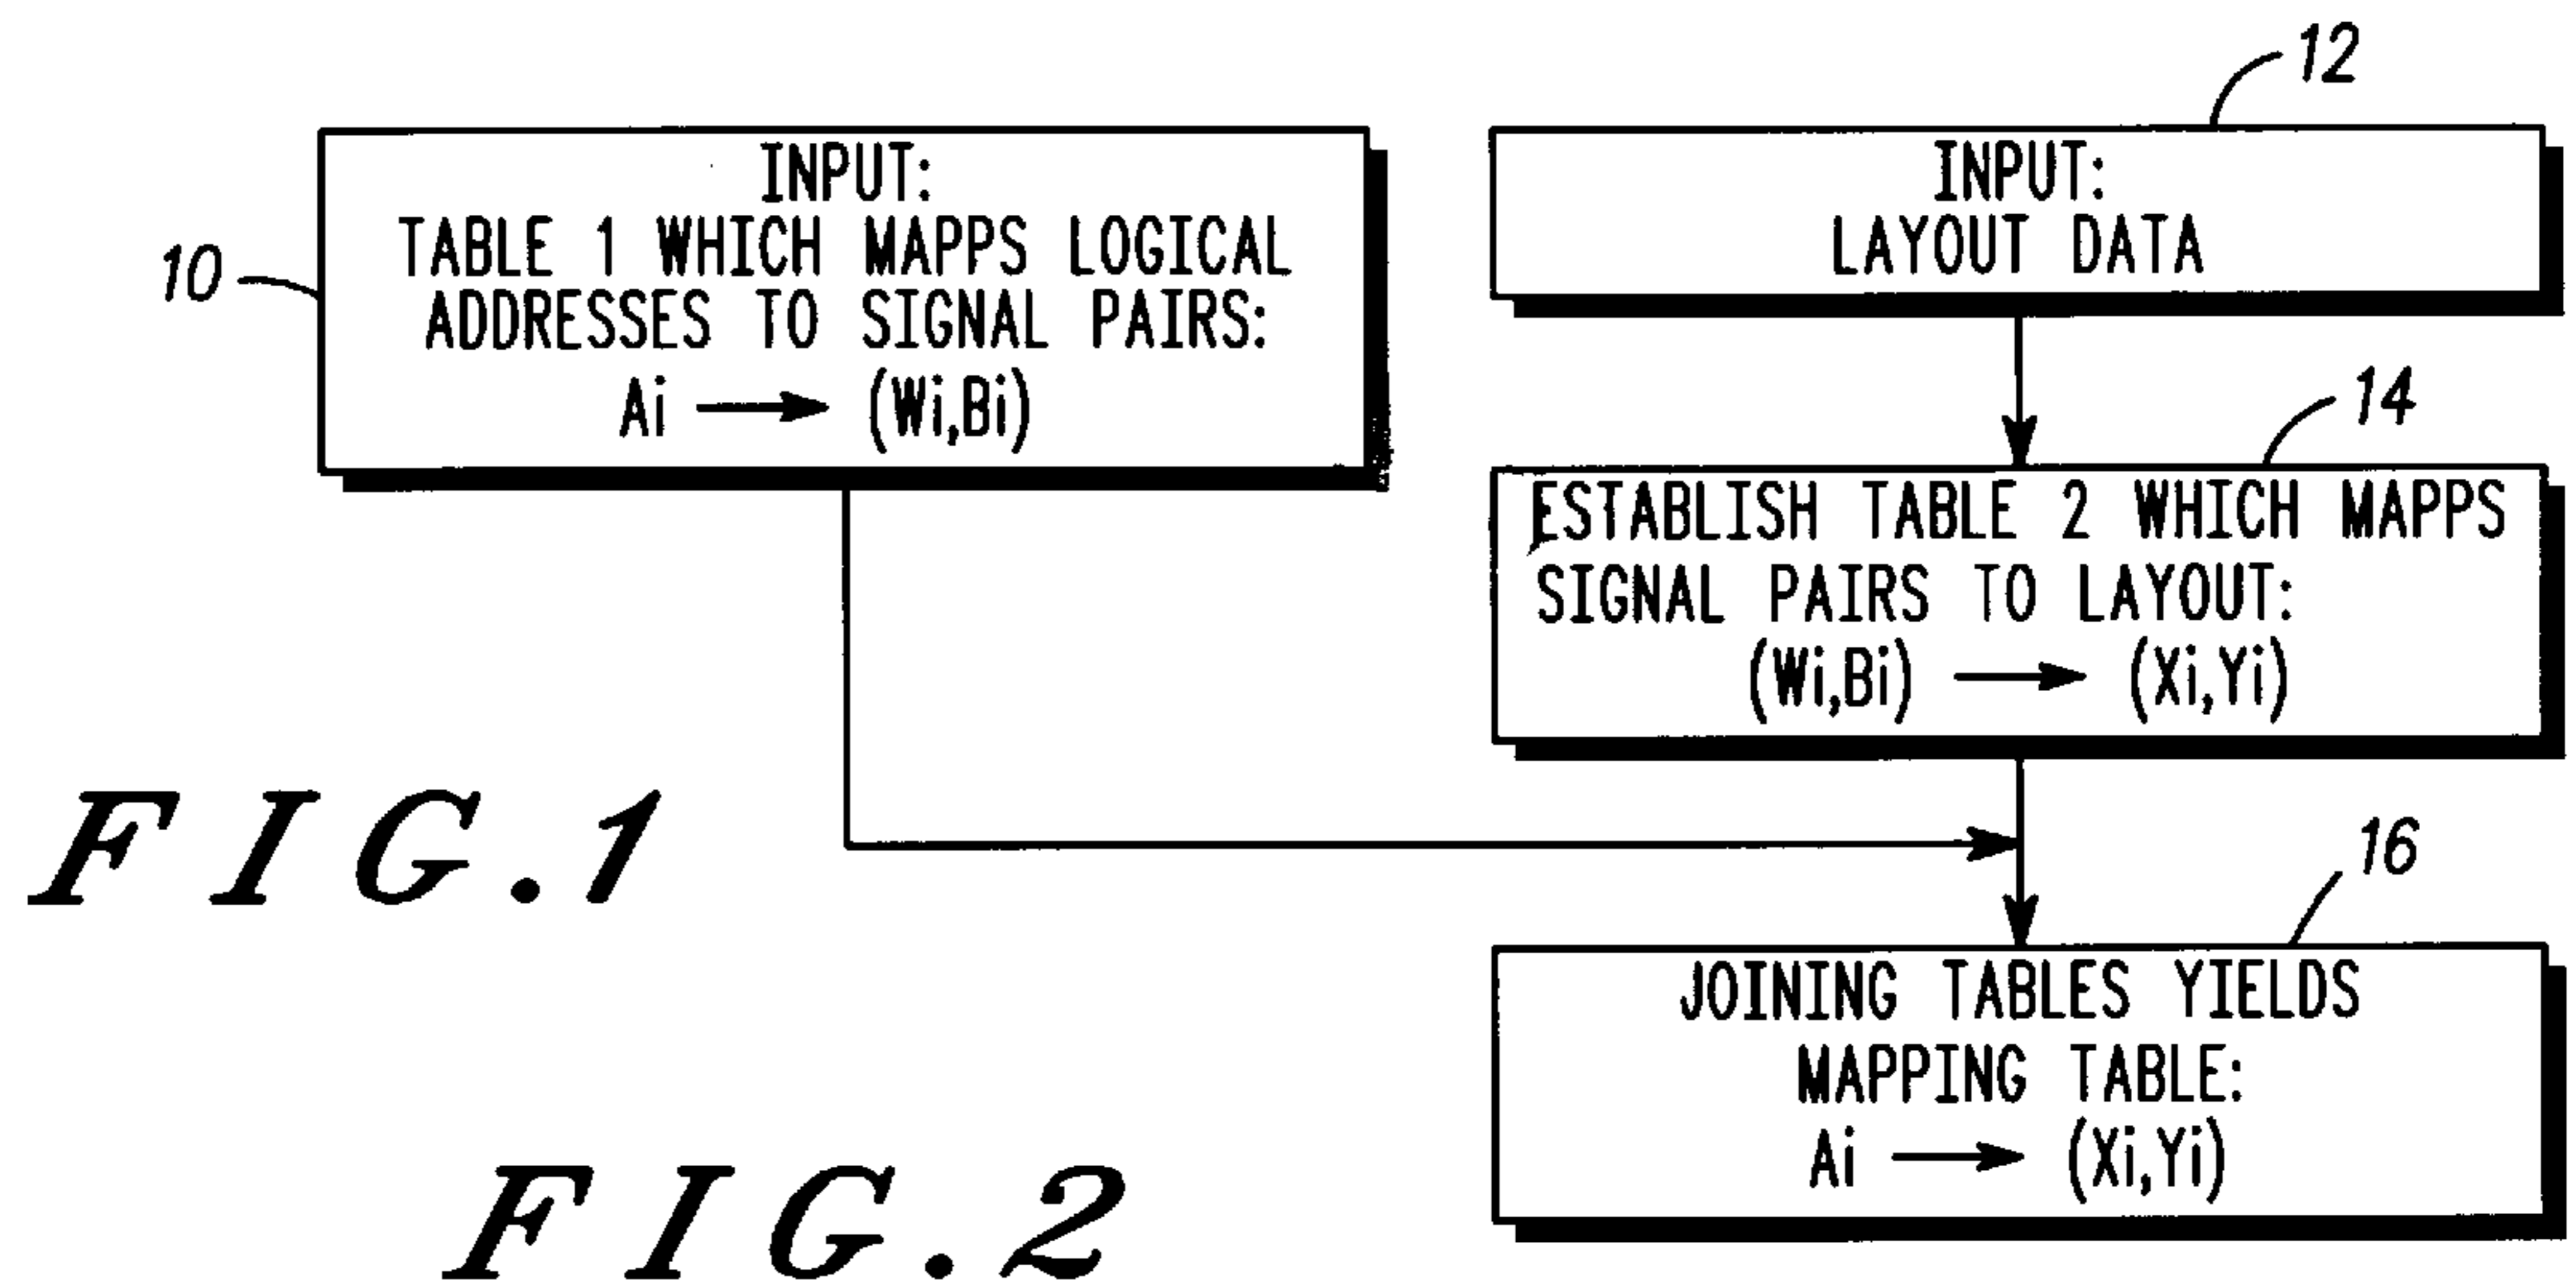 10
INPUT:
TABLE 1 WHICH MAPPS LOGICAL
ADDRESSES TO SIGNAL PAIRS:
Ai → (Wi,Bi)
12
INPUT:
LAYOUT DATA
14
ESTABLISH TABLE 2 WHICH MAPPS
SIGNAL PAIRS TO LAYOUT:
(Wi,Bi) → (Xi,Yi)
16
JOINING TABLES YIELDS
MAPPING TABLE:
Ai → (Xi,Yi)
FIG.1
FIG.2